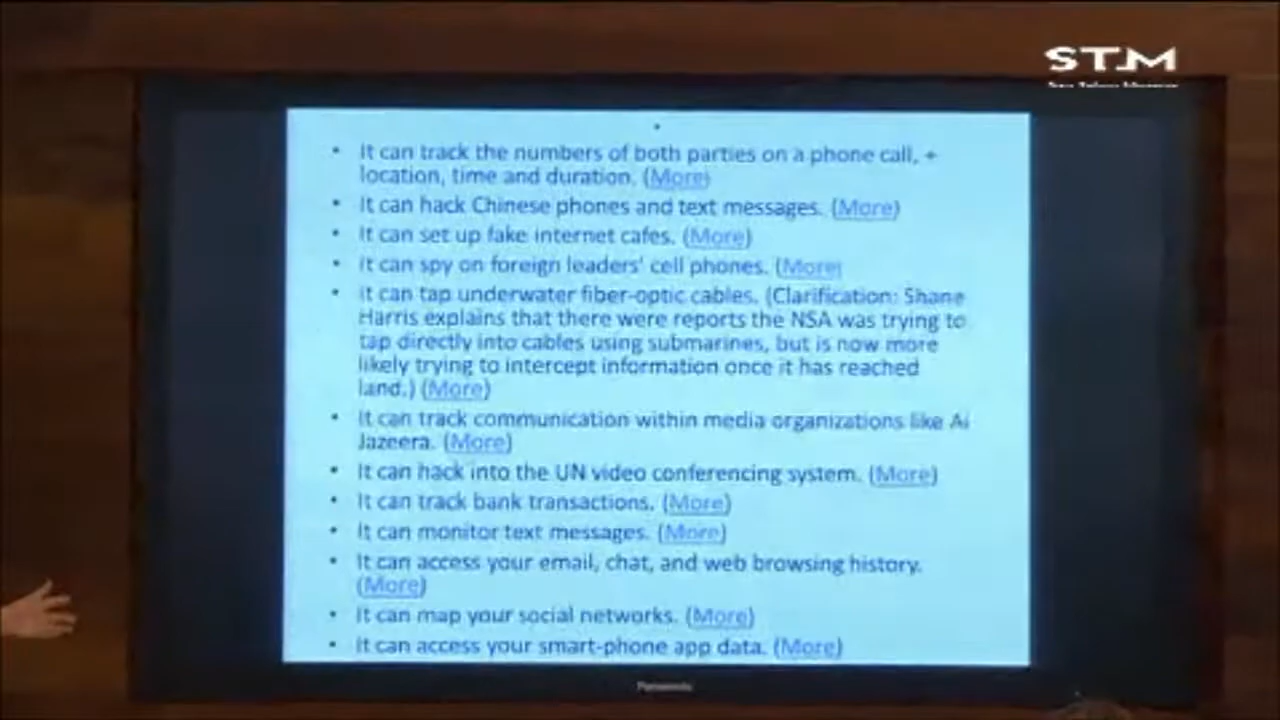 STM
• It can track the numbers of both parties on a phone call, +
location, time and duration. (More)
• It can hack Chinese phones and text messages. (More)
• It can set up fake internet cafes. (More)
• It can spy on foreign leaders' cell phones. (More)
• It can tap underwater fiber-optic cables. (Clarification: Shane
Harris explains that there were reports the NSA was trying to
tap directly into cables using submarines, but is now more
likely trying to intercept information once it has reached
land.) (More)
• It can track communication within media organizations like Al
Jazeera. (More)
• It can hack into the UN video conferencing system. (More)
• It can track bank transactions. (More)
• It can monitor text messages. (More)
• It can access your email, chat, and web browsing history.
(More)
• It can map your social networks. (More)
• It can access your smart-phone app data. (More)
Panasonic